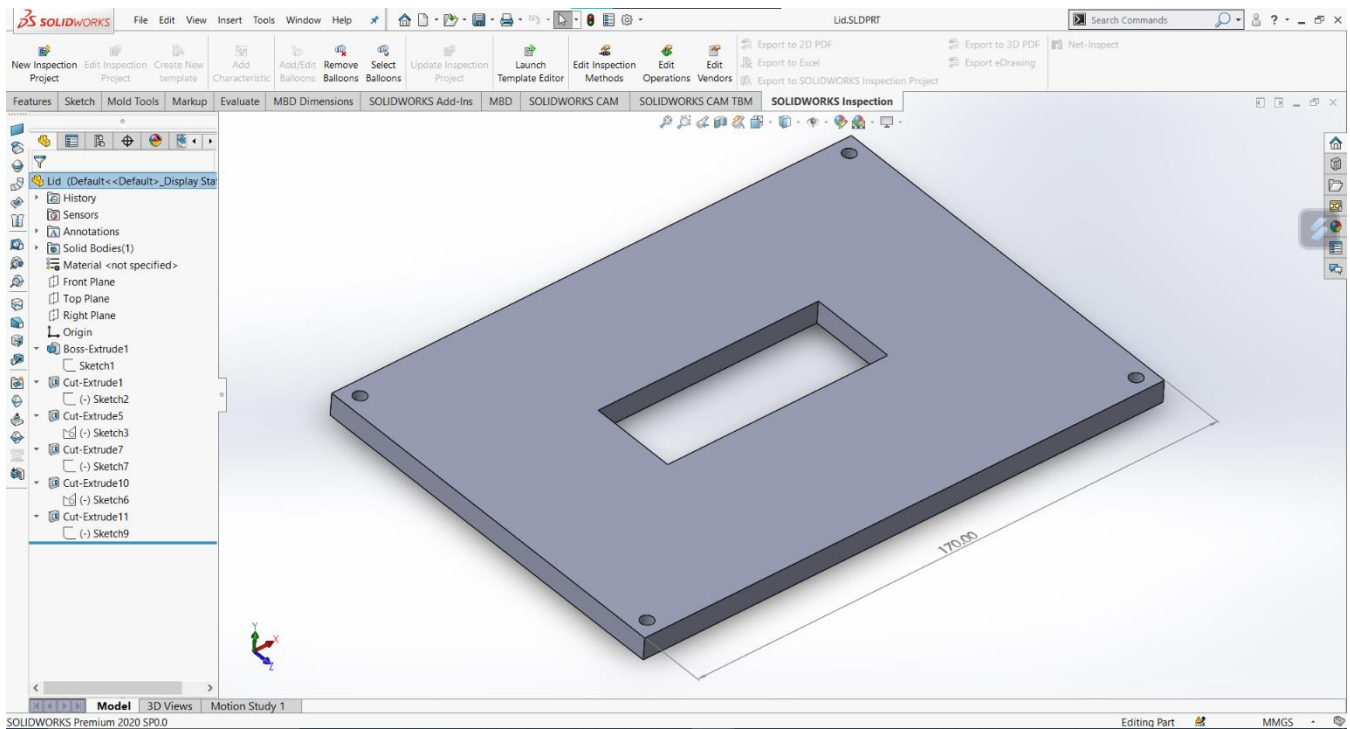 SOLIDWORKS File Edit View Insert Tools Window Help Lid.SLDPRT Search Commands
New Inspection Project
Edit Inspection Project
Create New template
Add Characteristic
Add/Edit Balloons
Remove Balloons
Select Balloons
Update Inspection Project
Launch Template Editor
Edit Inspection Methods
Edit Operations
Edit Vendors
Export to 2D PDF
Export to Excel
Export to SOLIDWORKS Inspection Project
Export to 3D PDF
Export eDrawing
Net-Inspect
Features Sketch Mold Tools Markup Evaluate MBD Dimensions SOLIDWORKS Add-Ins MBD SOLIDWORKS CAM SOLIDWORKS CAM TBM SOLIDWORKS Inspection
Lid (Default<<Default>_Display Sta
History
Sensors
Annotations
Solid Bodies(1)
Material <not specified>
Front Plane
Top Plane
Right Plane
Origin
Boss-Extrude1
Sketch1
Cut-Extrude1
(-) Sketch2
Cut-Extrude5
(-) Sketch3
Cut-Extrude7
(-) Sketch7
Cut-Extrude10
(-) Sketch6
Cut-Extrude11
(-) Sketch9
170.00
Y
X
Z
Model 3D Views Motion Study 1
SOLIDWORKS Premium 2020 SP0.0 Editing Part MMGS